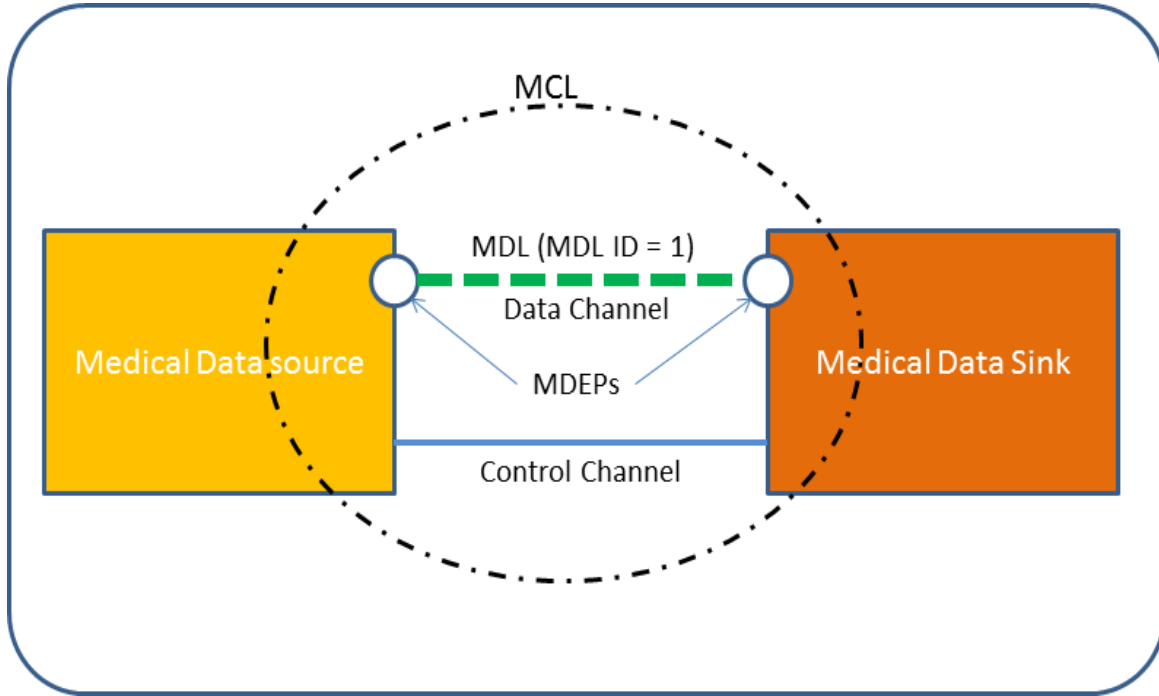 MCL
MDL (MDL ID = 1)
Data Channel
Medical Data source
MDEPs
Medical Data Sink
Control Channel